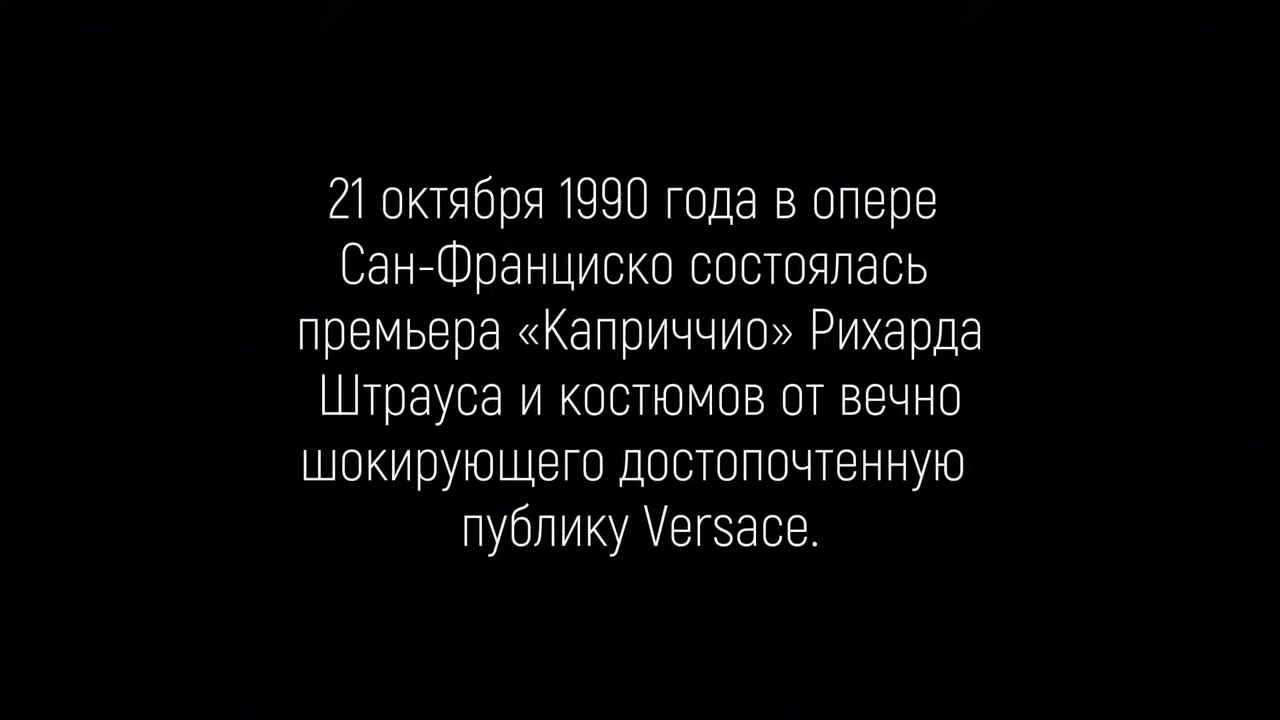 21 октября 1990 года в опере
Сан-Франциско состоялась
премьера «Каприччио» Рихарда
Штрауса и костюмов от вечно
шокирующего достопочтенную
публику Versace.